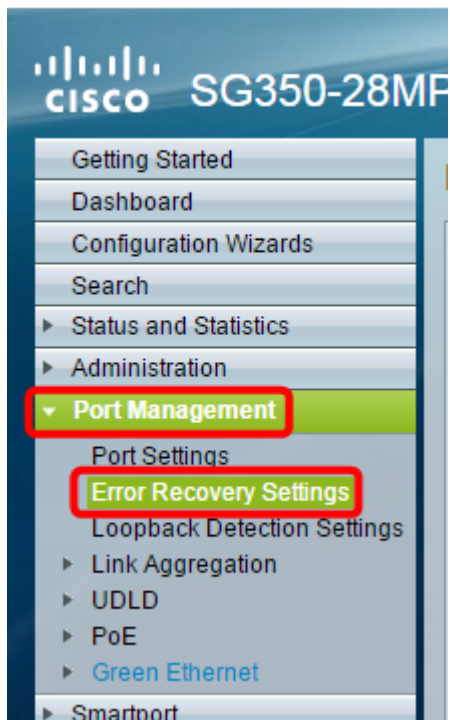 CISCO SG350-28MP
Getting Started
Dashboard
Configuration Wizards
Search
Status and Statistics
Administration
Port Management
Port Settings
Error Recovery Settings
Loopback Detection Settings
Link Aggregation
UDLD
PoE
Green Ethernet
Smartport